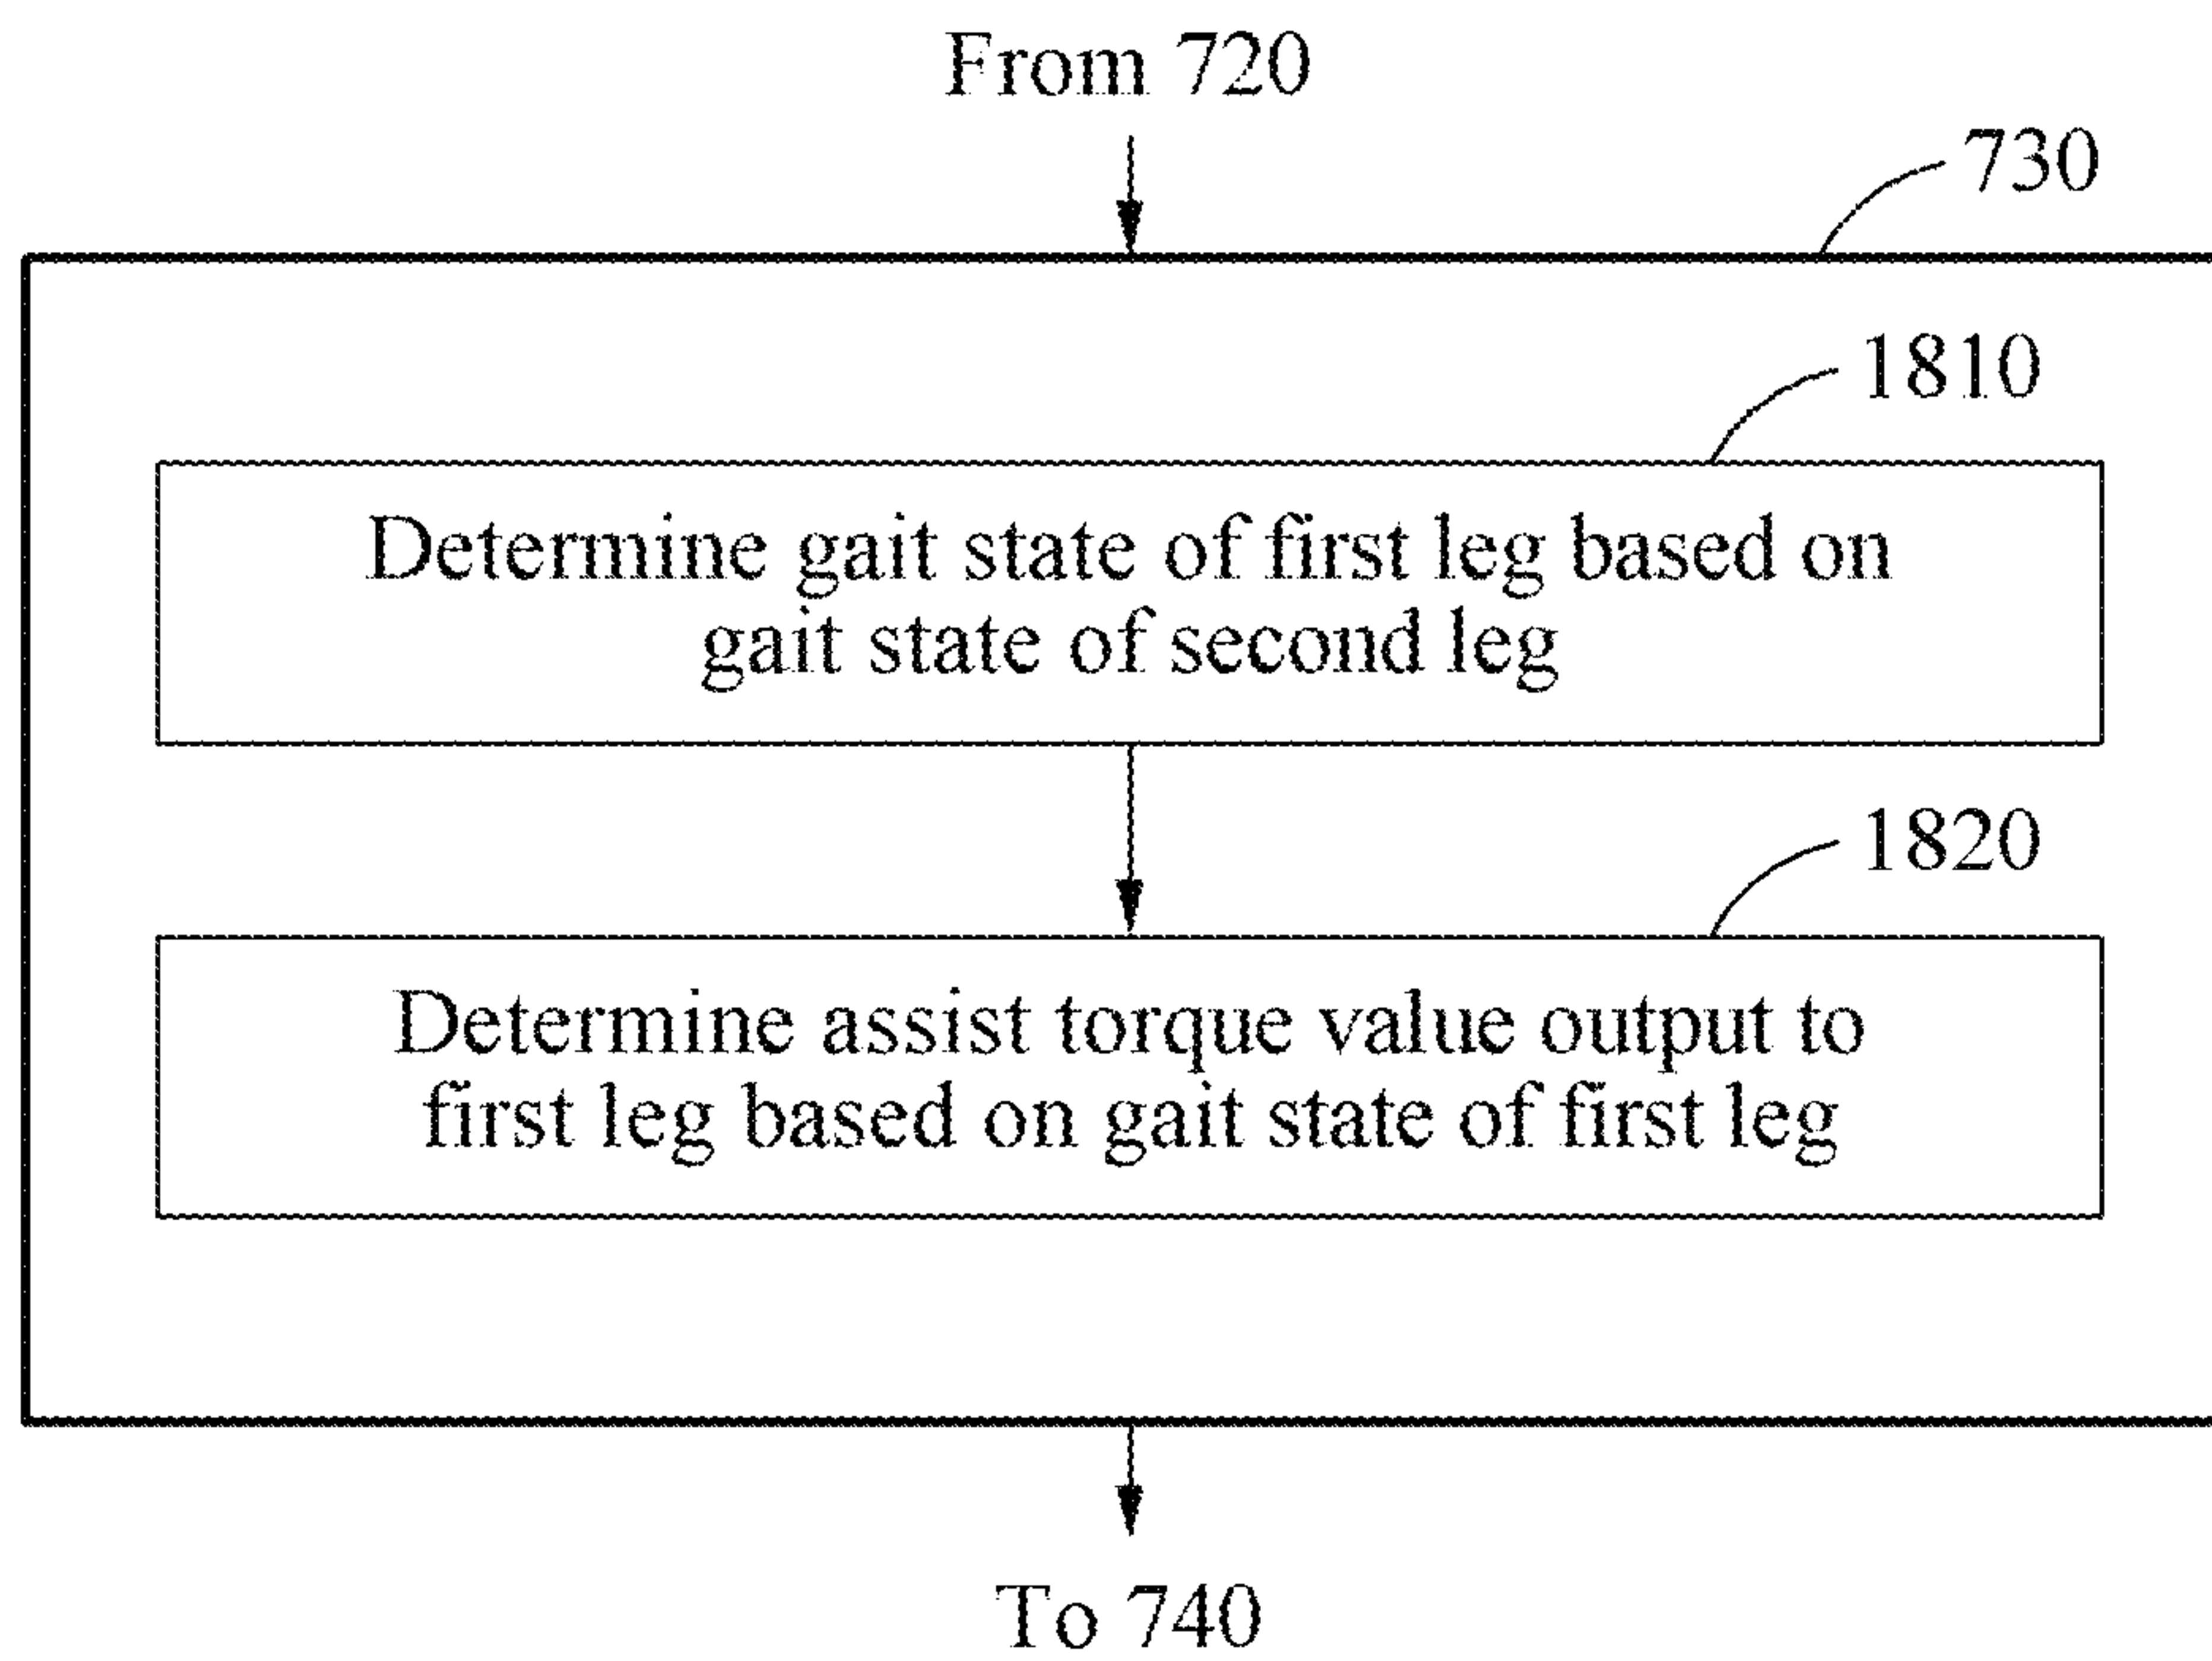 From 720
730
1810
Determine gait state of first leg based on
gait state of second leg
1820
Determine assist torque value output to
first leg based on gait state of first leg
To 740